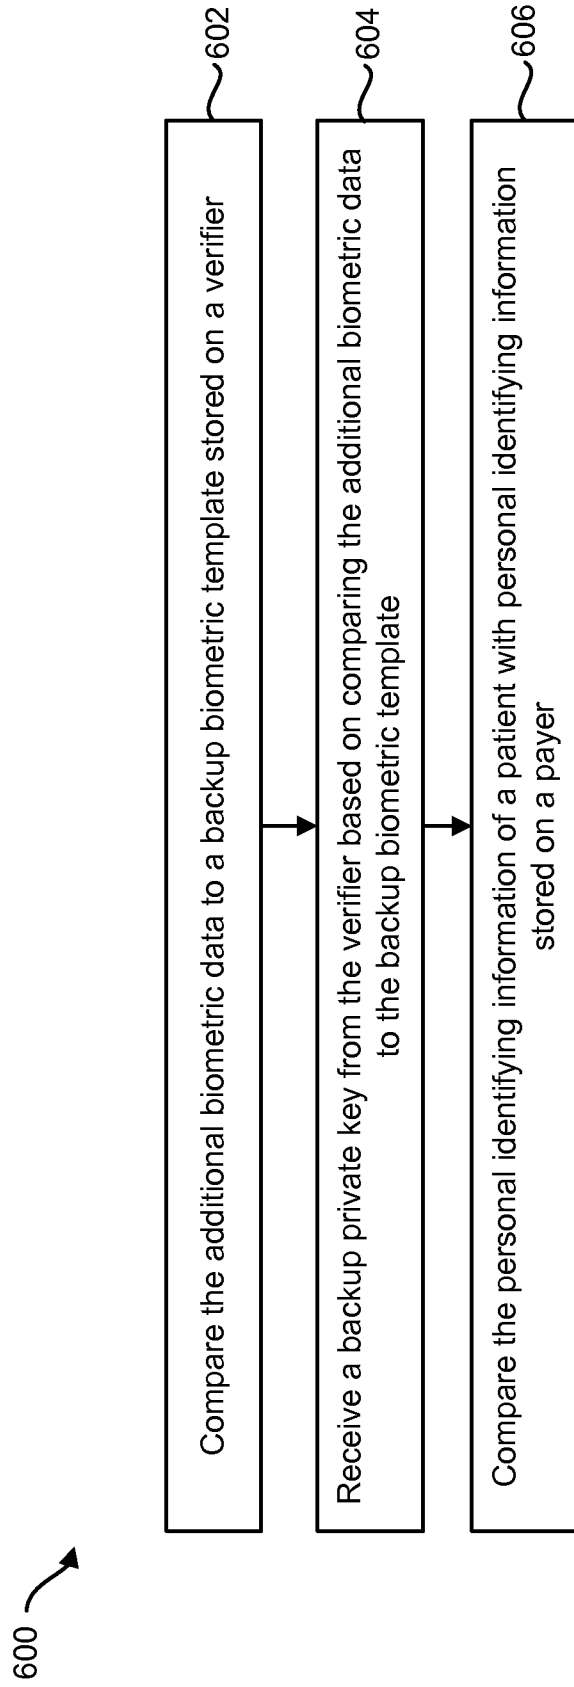 600
602
Compare the additional biometric data to a backup biometric template stored on a verifier
604
Receive a backup private key from the verifier based on comparing the additional biometric data
to the backup biometric template
606
Compare the personal identifying information of a patient with personal identifying information
stored on a payer